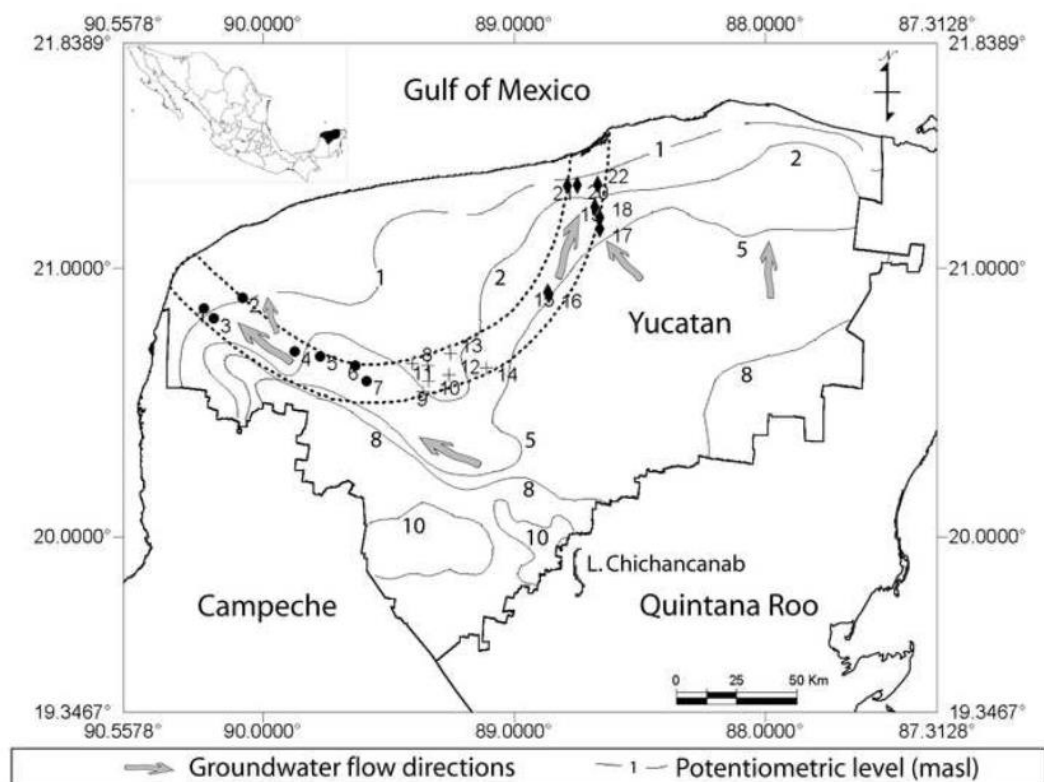 90.5578° 90.0000° 89.0000° 88.0000° 87.3128°
21.8389° 21.8389°
N
Gulf of Mexico
1 2
22
21 20
19 18
17
5
21.0000° 21.0000°
1 2
15 16
2
1 3
Yucatan
4 5 6 7
8 13
11 12 14
9 10
8
8
5
8
10 10
20.0000° 20.0000°
L. Chichancanab
Campeche Quintana Roo
0 25 50 Km
19.3467° 19.3467°
90.5578° 90.0000° 89.0000° 88.0000° 87.3128°
Groundwater flow directions 1 Potentiometric level (masl)